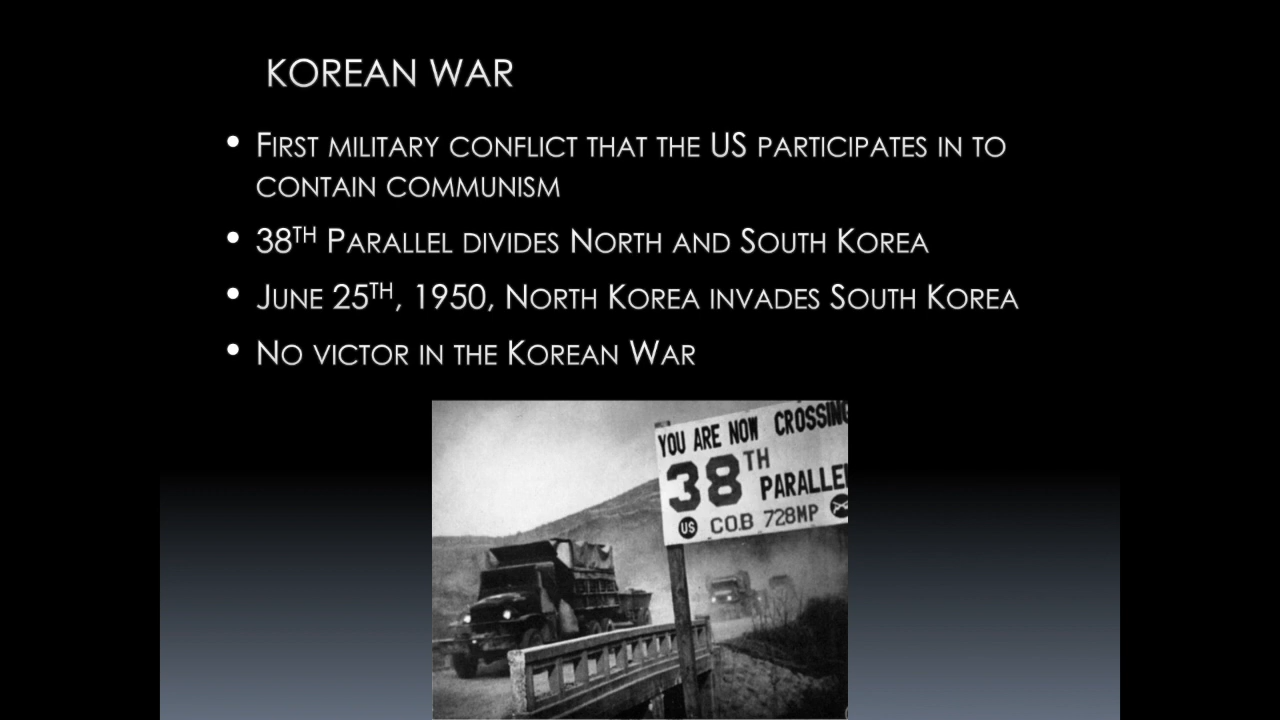 KOREAN WAR
• FIRST MILITARY CONFLICT THAT THE US PARTICIPATES IN TO
CONTAIN COMMUNISM
• 38TH PARALLEL DIVIDES NORTH AND SOUTH KOREA
• JUNE 25TH, 1950, NORTH KOREA INVADES SOUTH KOREA
• NO VICTOR IN THE KOREAN WAR
YOU ARE NOW CROSSING
38TH PARALLEL
US CO.B 728MP